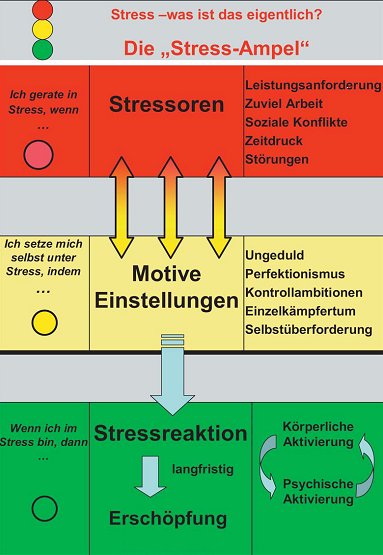 Stress –was ist das eigentlich?
Die „Stress-Ampel“
Ich gerate in
Stress, wenn
…
Stressoren
Leistungsanforderung
Zuviel Arbeit
Soziale Konflikte
Zeitdruck
Störungen
Ich setze mich
selbst unter
Stress, indem
…
Motive
Einstellungen
Ungeduld
Perfektionismus
Kontrollambitionen
Einzelkämpfertum
Selbstüberforderung
Wenn ich im
Stress bin, dann
…
Stressreaktion
langfristig
Erschöpfung
Körperliche
Aktivierung
Psychische
Aktivierung